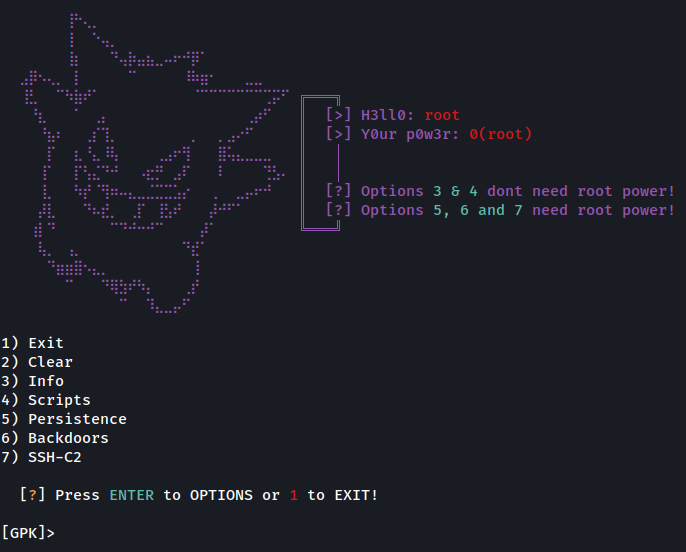 [>] H3ll0: root
[>] Y0ur p0w3r: 0(root)
[?] Options 3 & 4 dont need root power!
[?] Options 5, 6 and 7 need root power!
1) Exit
2) Clear
3) Info
4) Scripts
5) Persistence
6) Backdoors
7) SSH-C2
[?] Press ENTER to OPTIONS or 1 to EXIT!
[GPK]>